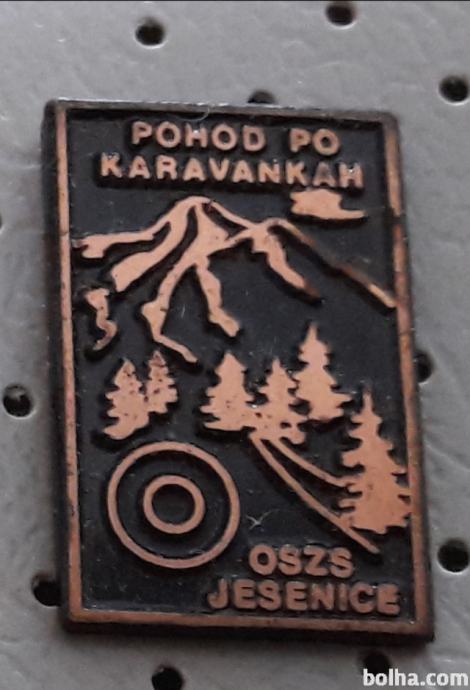 POHOD PO
KARAVANKAH
OSZS
JESENICE
bolha.com